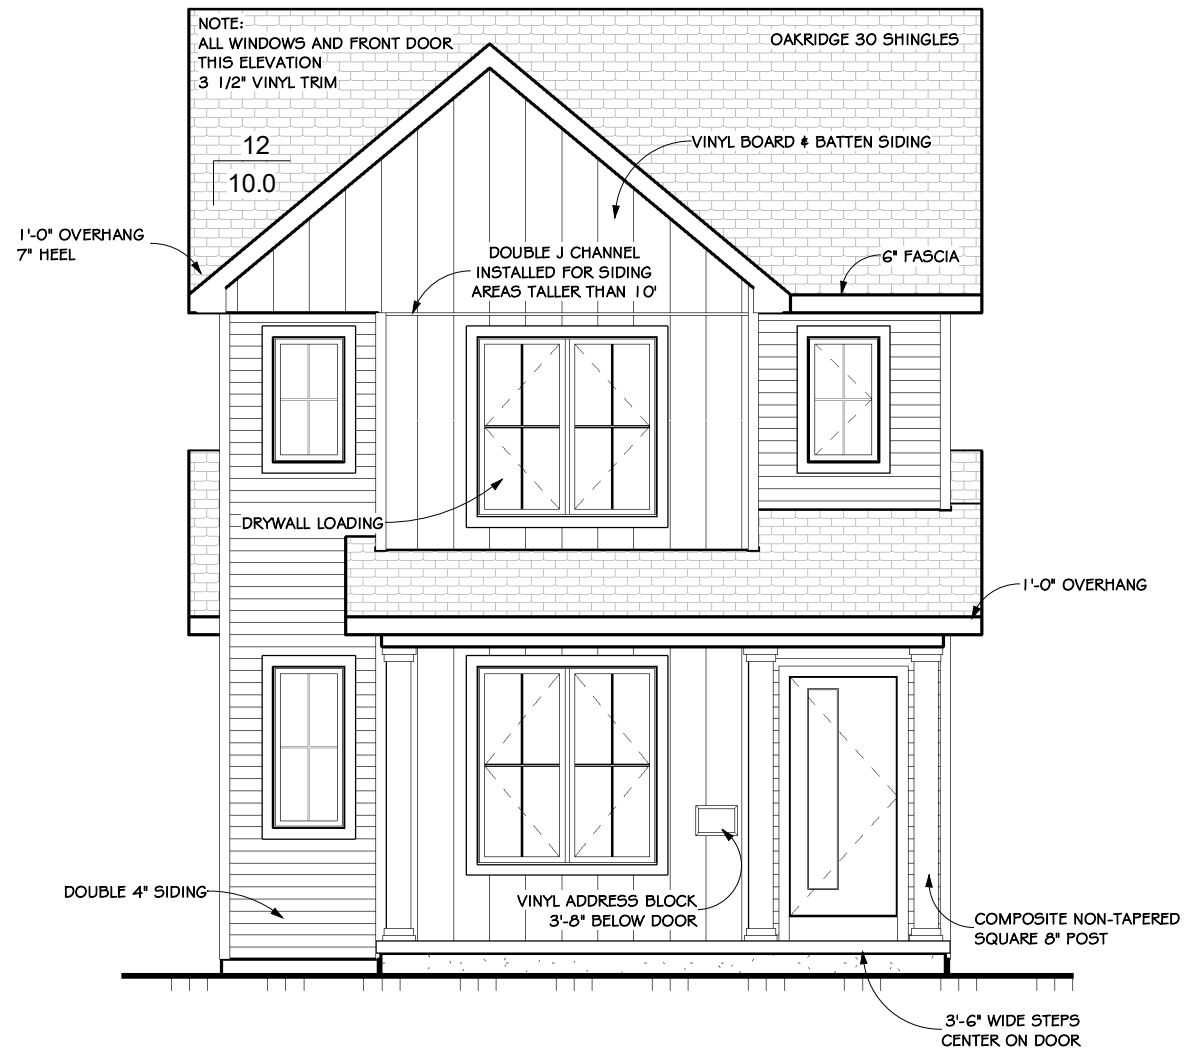 NOTE:
ALL WINDOWS AND FRONT DOOR
THIS ELEVATION
3 1/2" VINYL TRIM
OAKRIDGE 30 SHINGLES
12
10.0
VINYL BOARD & BATTEN SIDING
1'-0" OVERHANG
7" HEEL
DOUBLE J CHANNEL
INSTALLED FOR SIDING
AREAS TALLER THAN 10'
6" FASCIA
DRYWALL LOADING
1'-0" OVERHANG
DOUBLE 4" SIDING
VINYL ADDRESS BLOCK
3'-8" BELOW DOOR
COMPOSITE NON-TAPERED
SQUARE 8" POST
3'-6" WIDE STEPS
CENTER ON DOOR